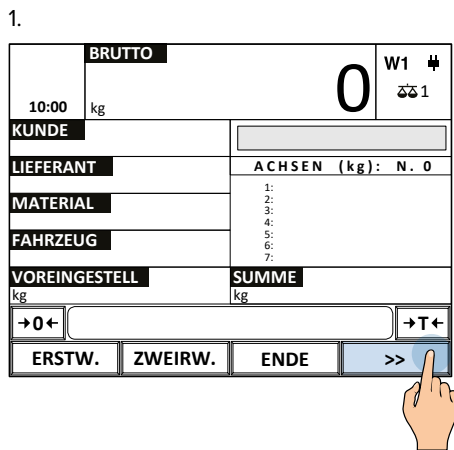 1.
BRUTTO
0
W1
1
10:00 kg
KUNDE
LIEFERANT
ACHSEN (kg): N. 0
1:
2:
3:
4:
5:
6:
7:
MATERIAL
FAHRZEUG
VOREINGESTELL
kg
SUMME
kg
→0← →T←
ERSTW. ZWEIRW. ENDE >>